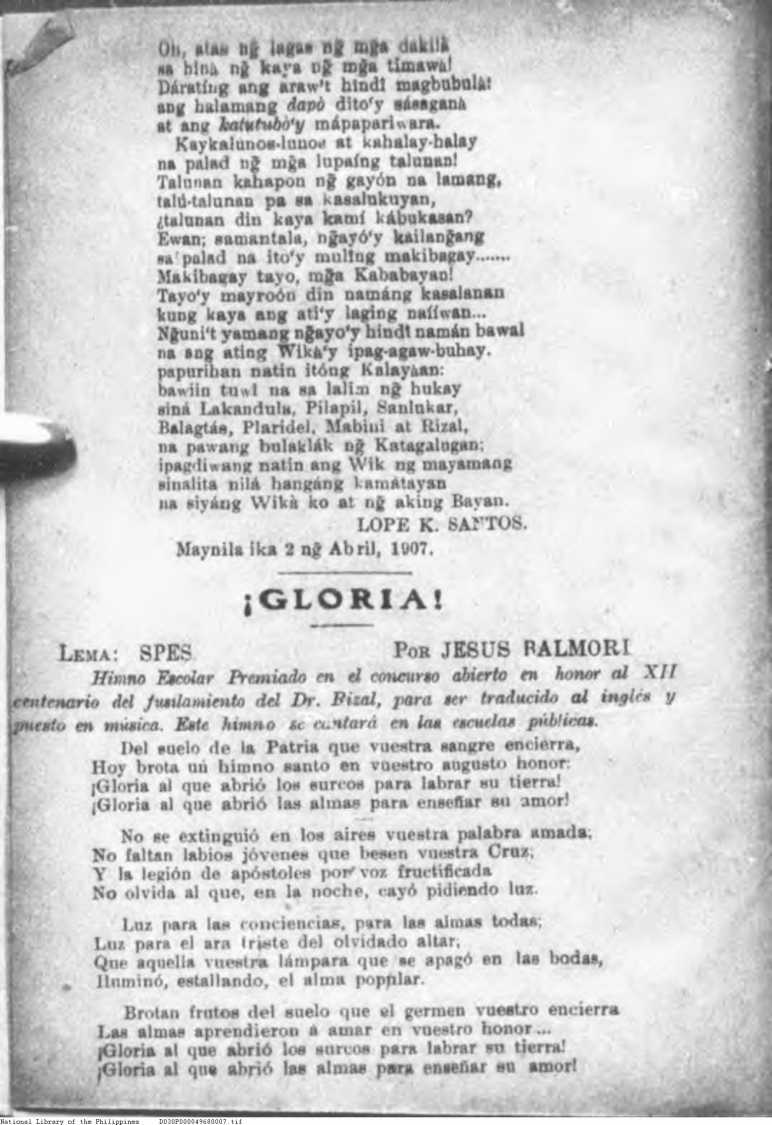 Oh, atas ng̃ lagas ng̃ mg̃a dakilà
sa hinà ng̃ kaya ng̃ mg̃a timawà!
Dáratíng ang araw't hindî magbubulà!
ang halamang dapò dito'y sásaganà
at ang katutubò'y mápapariwara.
Kaykalunos-lunos at kahalay-halay
na palad ng̃ mg̃a lupaíng talunan!
Talunan kahapon ng̃ gayón na lamang,
talú-talunan pa sa kasalukuyan,
¿talunan din kaya kamí kábukasan?
Ewan; samantala, ng̃ayó'y kailang̃ang
sa palad na ito'y mulíng makibagay.......
Makibagay tayo, mg̃a Kababayan!
Tayo'y mayroón din namáng kasalanan
kung kaya ang ati'y laging naííwan...
Ng̃uni't yamang ng̃ayo'y hindî namán bawal
na ang ating Wikà'y ipag-agaw-buhay.
papurihan natin itóng Kalayàan:
bawiin tuwî na sa lalim ng̃ hukay
siná Lakandula, Pilapil, Sanlukar,
Balagtás, Plaridel, Mabini at Rizal,
na pawang bulaklák ng̃ Katagalugan;
ipagdiwang natin ang Wik ng mayamang
sinalita nilá hangáng kamátayan
na siyáng Wikà ko at ng̃ aking Bayan.
LOPE K. SANTOS.
Maynila ika 2 ng̃ Abril, 1907.
¡GLORIA!
LEMA: SPES
POR JESUS BALMORI
Himno Escolar Premiado en el concurso abierto en honor al XII
centenario del fusilamiento del Dr. Rizal, para ser traducido al inglés y
puesto en música. Este himno se cantará en las escuelas públicas.
Del suelo de la Patria que vuestra sangre encierra,
Hoy brota un himno santo en vuestro augusto honor:
¡Gloria al que abrió los surcos para labrar su tierra!
¡Gloria al que abrió las almas para enseñar su amor!
No se extinguió en los aires vuestra palabra amada;
No faltan labios jóvenes que besen vuestra Cruz;
Y la legión de apóstoles por voz fructificada
No olvida al que, en la noche, cayó pidiendo luz.
Luz para las conciencias, para las almas todas;
Luz para el ara triste del olvidado altar;
Que aquella vuestra lámpara que se apagó en las bodas,
Iluminó, estallando, el alma popular.
Brotan frutos del suelo que el germen vuestro encierra
Las almas aprendieron á amar en vuestro honor...
¡Gloria al que abrió los surcos para labrar su tierra!
¡Gloria al que abrió las almas para enseñar su amor!
National Library of the Philippines D030P000049680007.tif